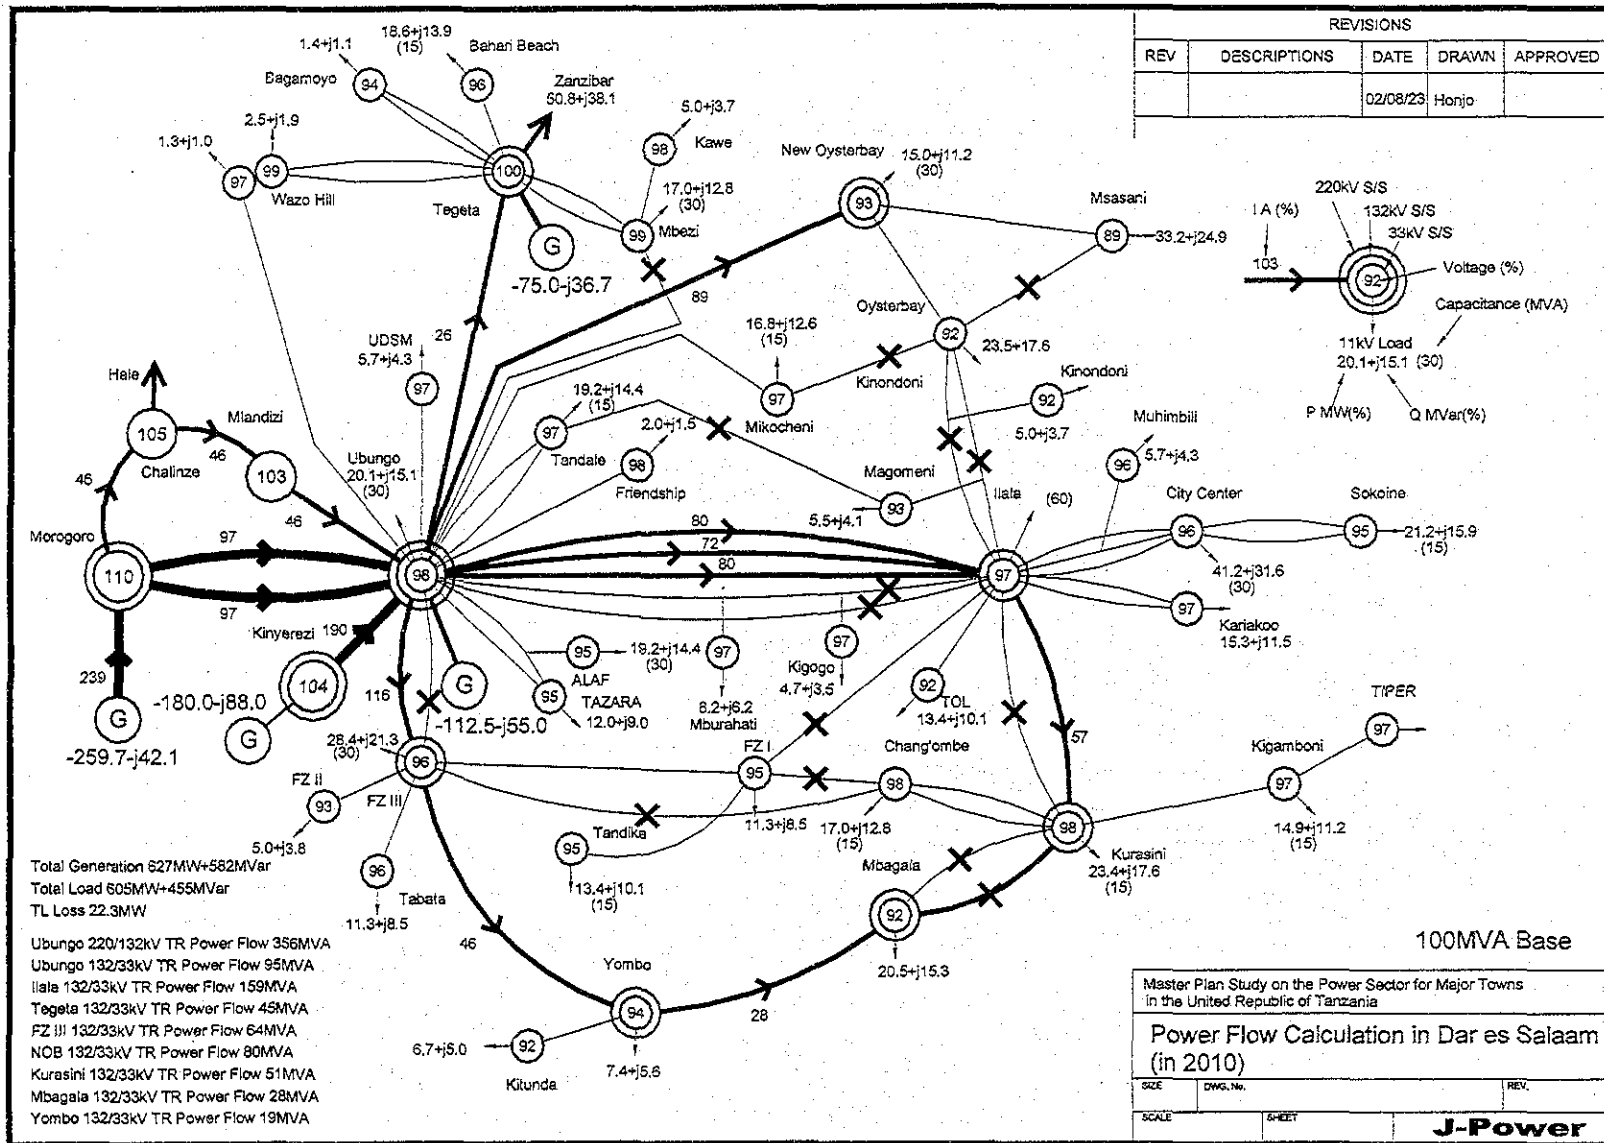 REVISIONS
REV DESCRIPTIONS DATE DRAWN APPROVED
02/08/23 Honjo
18.6+j13.9
(15)
Bahari Beach
1.4+j1.1
Bagamoyo
94
96
Zanzibar
50.8+j38.1
2.5+j1.9
1.3+j1.0
97
99
Wazo Hill
100
Tegeta
5.0+j3.7
98
Kawe
17.0+j12.8
(30)
99
Mbezi
G
-75.0-j36.7
New Oysterbay
15.0+j11.2
(30)
93
Msasani
89
33.2+j24.9
89
220kV S/S
132kV S/S
33kV S/S
I A (%)
103
92
Voltage (%)
Capacitance (MVA)
11kV Load
20.1+j15.1 (30)
P MW(%)
Q MVar(%)
Oysterbay
92
23.5+17.6
16.8+j12.6
(15)
97
Mikocheni
Kinondoni
Kinondoni
92
5.0+j3.7
UDSM
5.7+j4.3
97
26
Hale
105
Chalinze
Mlandizi
46
103
46
46
Ubungo
20.1+j15.1
(30)
19.2+j14.4
(15)
97
Tandale
2.0+j1.5
98
Friendship
Magomeni
93
5.5+j4.1
Ilala
(60)
Muhimbili
96
5.7+j4.3
City Center
96
41.2+j31.6
(30)
Sokoine
95
21.2+j15.9
(15)
Morogoro
110
97
97
98
80
72
80
97
97
Kariakoo
15.3+j11.5
Kinyerezi
190
104
-180.0-j88.0
G
239
G
-259.7-j42.1
116
G
-112.5-j55.0
95
ALAF
19.2+j14.4
(30)
95
TAZARA
12.0+j9.0
97
8.2+j6.2
Mburahati
97
Kigogo
4.7+j3.5
92
TOL
13.4+j10.1
57
28.4+j21.3
(30)
96
FZ III
FZ II
93
5.0+j3.8
96
Tabata
11.3+j8.5
FZ I
95
11.3+j8.5
Tandika
95
13.4+j10.1
(15)
Chang'ombe
98
17.0+j12.8
(15)
Mbagala
92
20.5+j15.3
98
Kurasini
23.4+j17.6
(15)
Kigamboni
97
14.9+j11.2
(15)
TIPER
97
46
Yombo
94
7.4+j5.6
28
92
6.7+j5.0
Kitunda
Total Generation 627MW+582MVar
Total Load 605MW+455MVar
TL Loss 22.3MW
Ubungo 220/132kV TR Power Flow 356MVA
Ubungo 132/33kV TR Power Flow 95MVA
Ilala 132/33kV TR Power Flow 159MVA
Tegeta 132/33kV TR Power Flow 45MVA
FZ III 132/33kV TR Power Flow 64MVA
NOB 132/33kV TR Power Flow 80MVA
Kurasini 132/33kV TR Power Flow 51MVA
Mbagala 132/33kV TR Power Flow 28MVA
Yombo 132/33kV TR Power Flow 19MVA
100MVA Base
Master Plan Study on the Power Sector for Major Towns
in the United Republic of Tanzania
Power Flow Calculation in Dar es Salaam
(in 2010)
SIZE DWG. No. REV.
SCALE SHEET J-Power